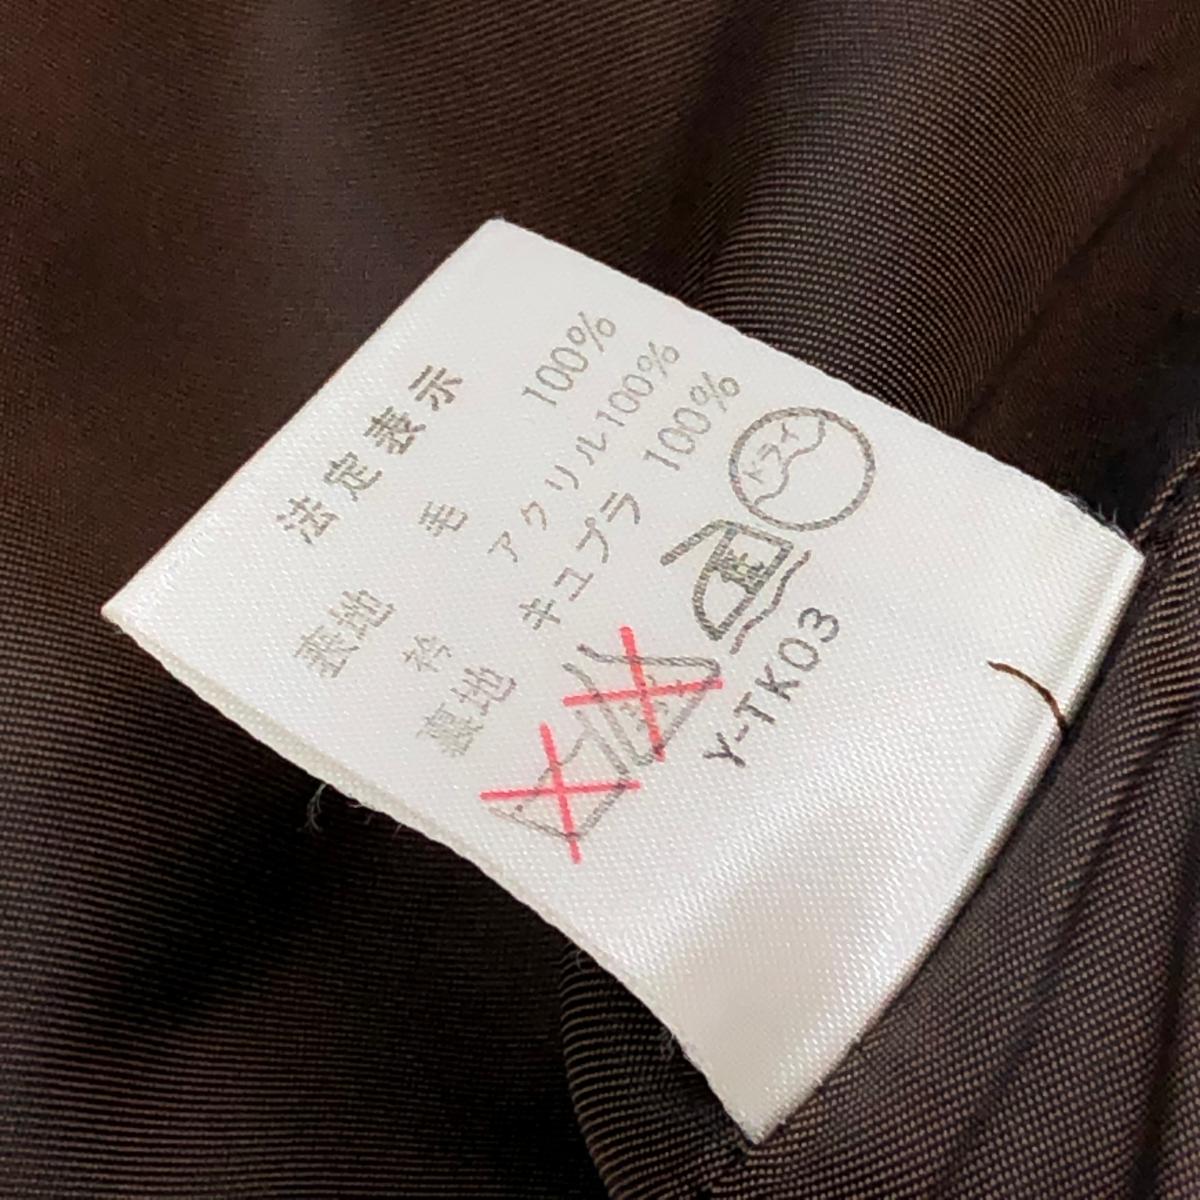 法定表示
表地 毛 100%
衿 アクリル100%
裏地 キュプラ 100%
ドライ
中
Y-TK03